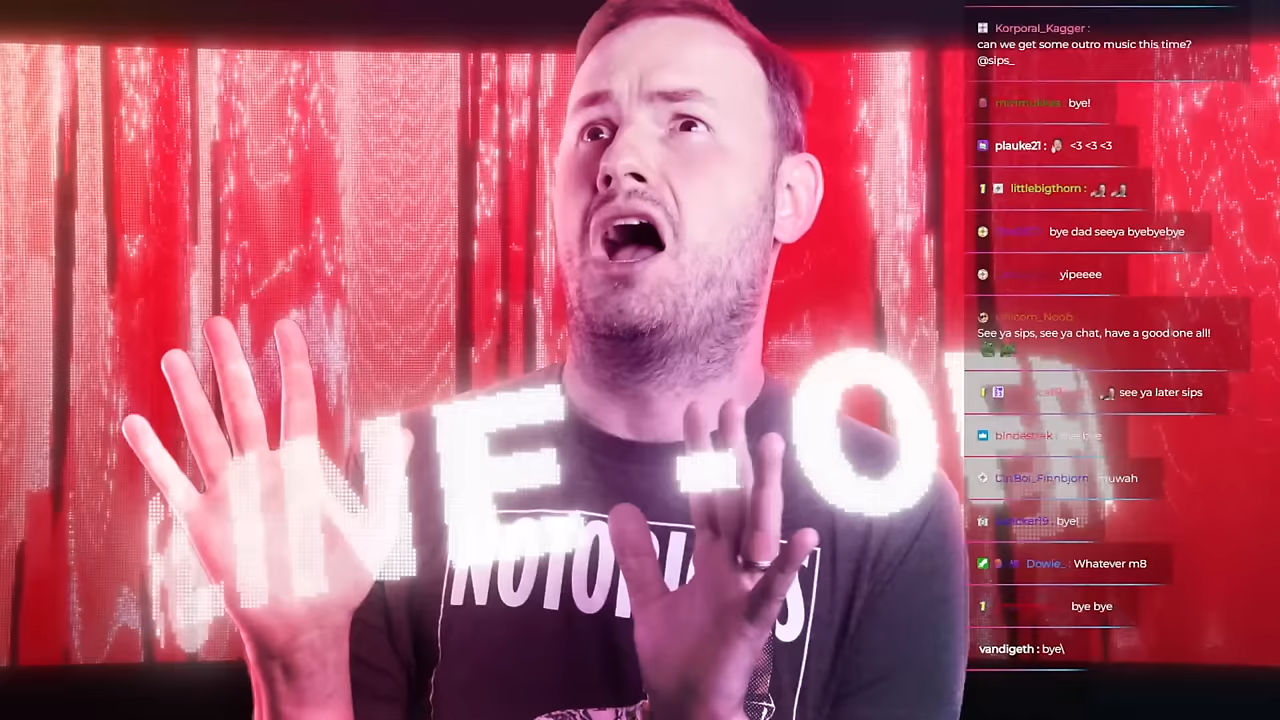 INE - O
NOTORIOUS
Korporal_Kagger :
can we get some outro music this time?
@sips_
bye!
plauke21 : <3 <3 <3
littlebigthorn :
bye dad seeya byebyebye
yipeeee
Unicorn_Noob
See ya sips, see ya chat, have a good one all!
see ya later sips
bindestrek
bye!
Dowie_ : Whatever m8
bye bye
vandigeth : bye\